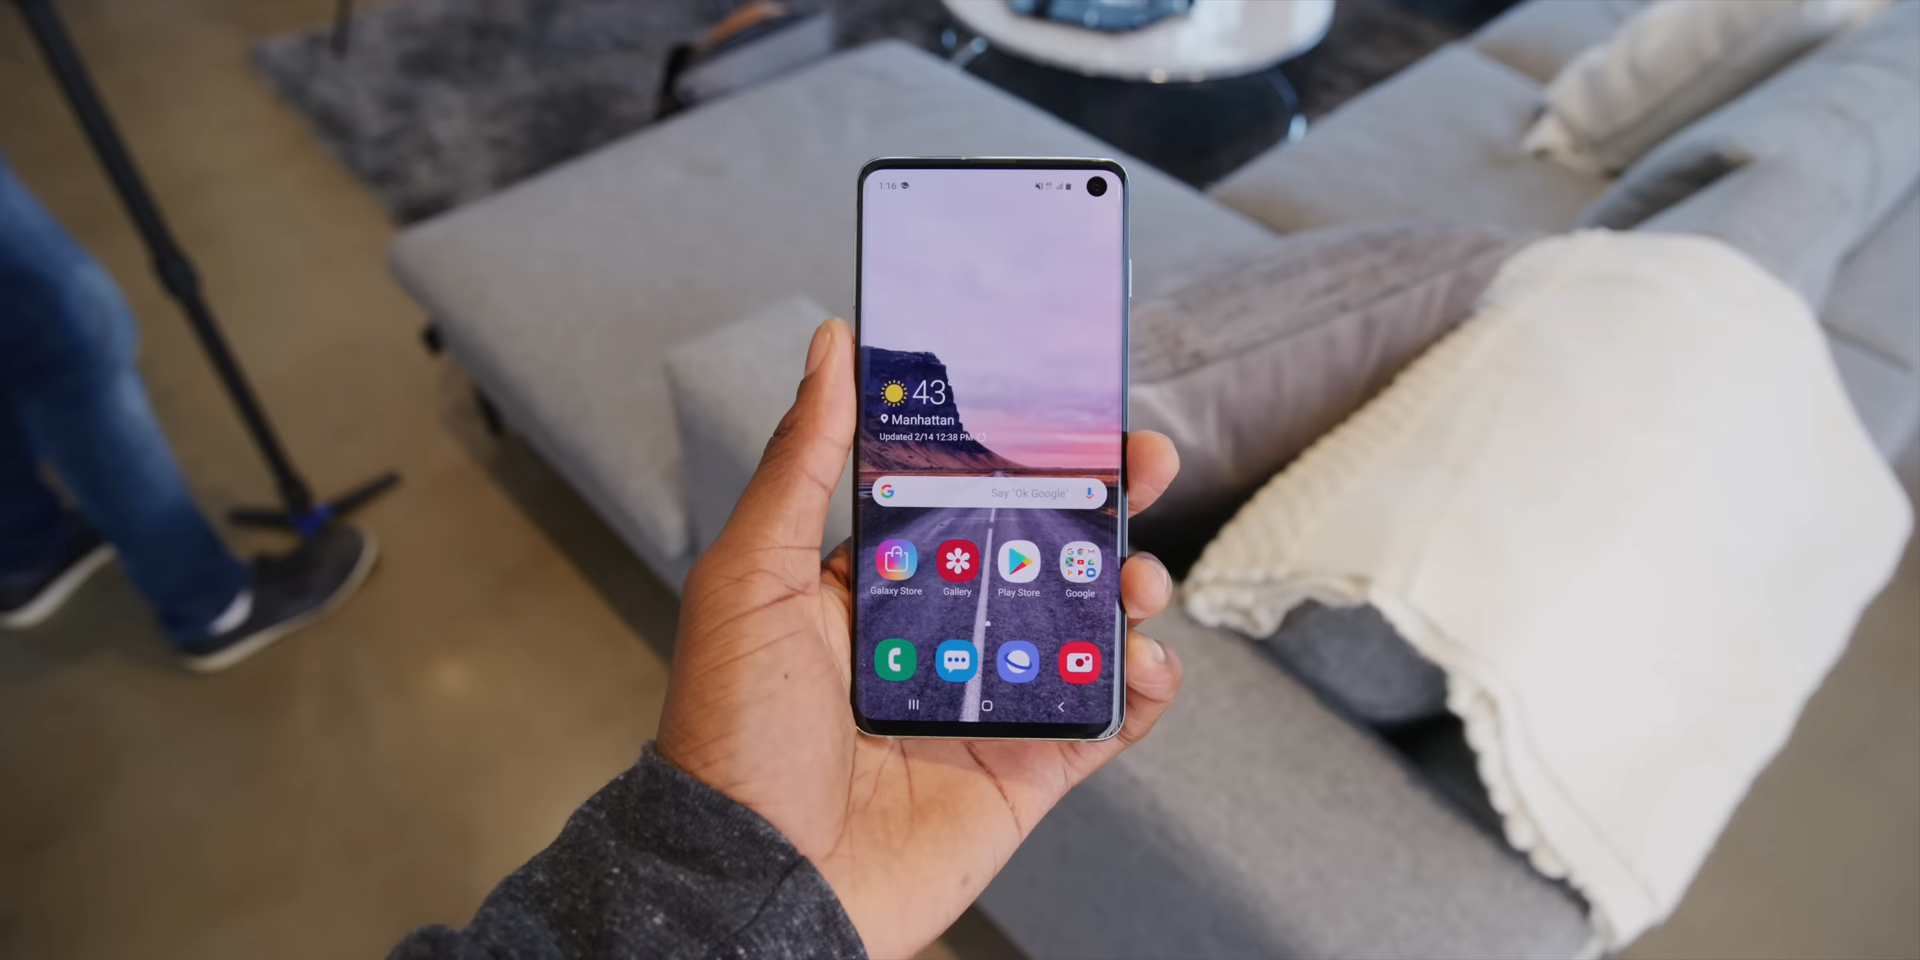 1:16
43°
Manhattan
Updated 2/14 12:38 PM
Say "Ok Google"
Galaxy Store
Gallery
Play Store
Google